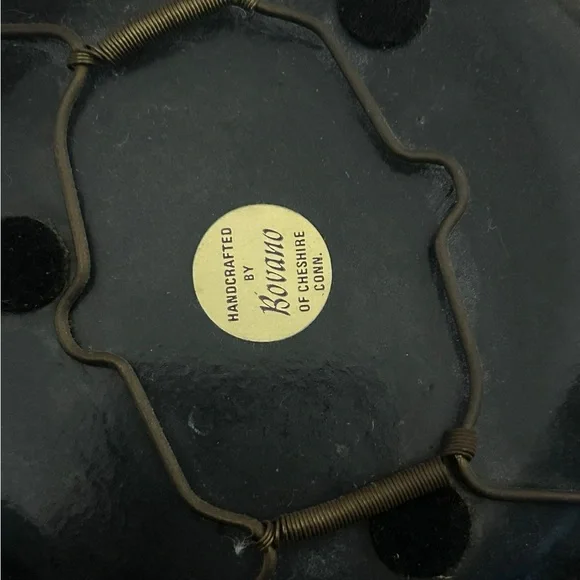 HANDCRAFTED
BY
Bovano
OF CHESHIRE
CONN.